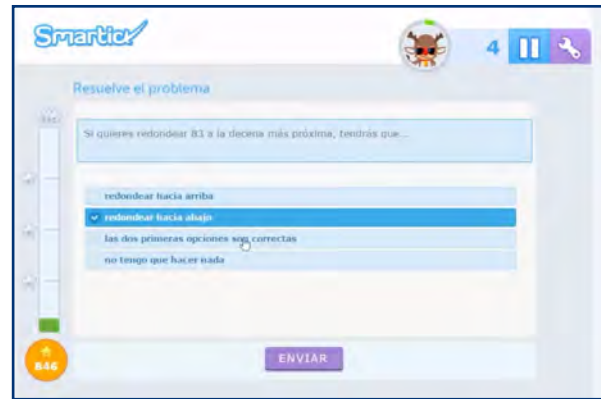 Smartick
4
Resuelve el problema
Si quieres redondear 81 a la decena más próxima, tendrás que...
redondear hacia arriba
redondear hacia abajo
las dos primeras opciones son correctas
no tengo que hacer nada
846
ENVIAR